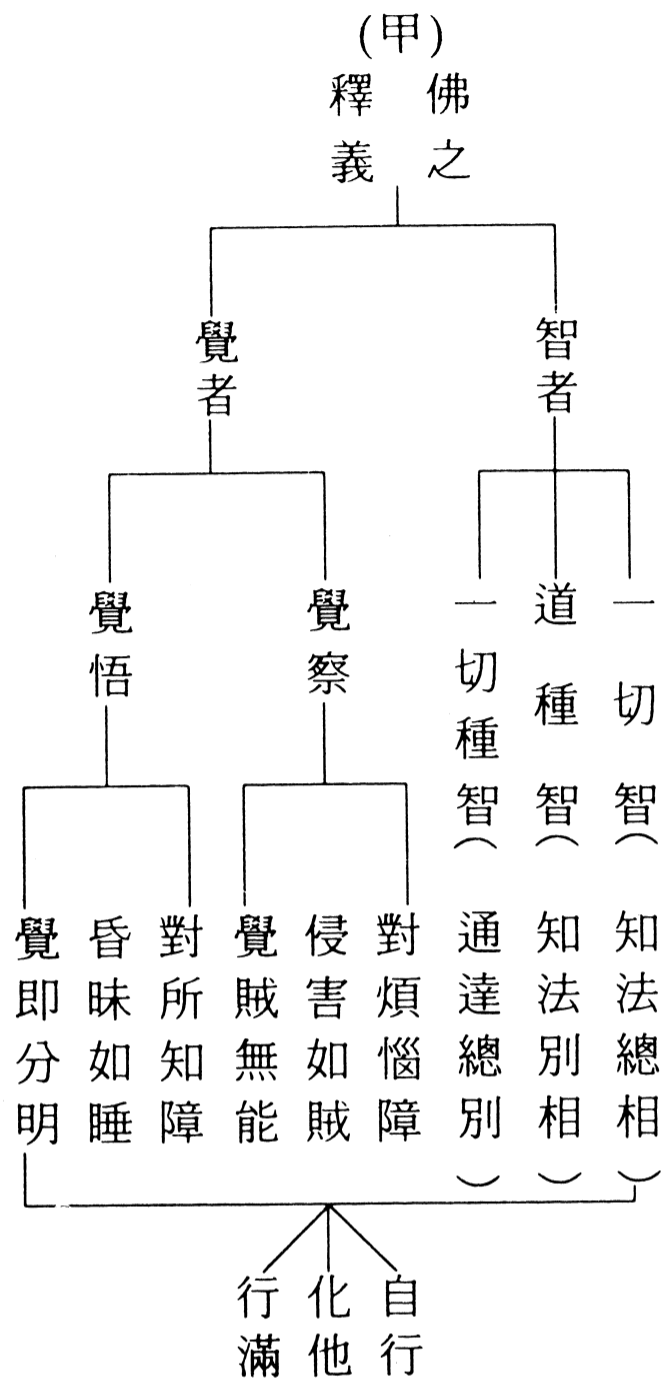 (甲)
佛之
釋義
智者
一切智(知法總相)
道種智(知法別相)
一切種智(通達總別)
覺者
覺察
對煩惱障
侵害如賊
覺賊無能
覺悟
對所知障
昏昧如睡
覺即分明
自行
化他
行滿